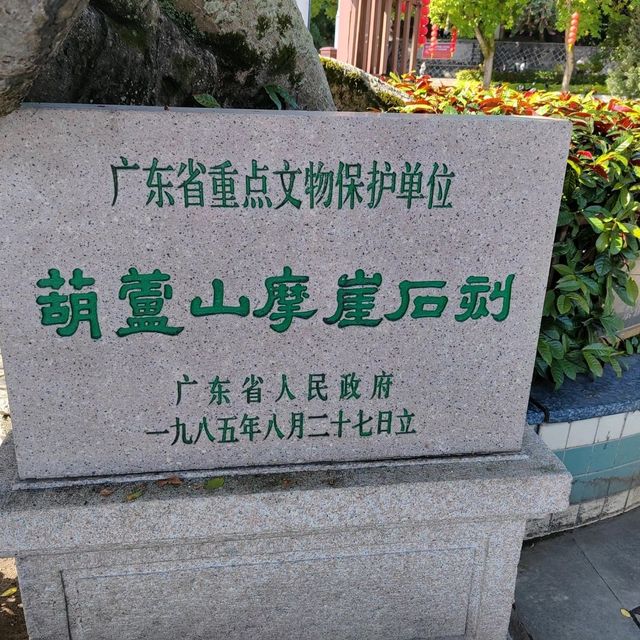 广东省重点文物保护单位
葫蘆山摩崖石刻
广东省人民政府
一九八五年八月二十七日立